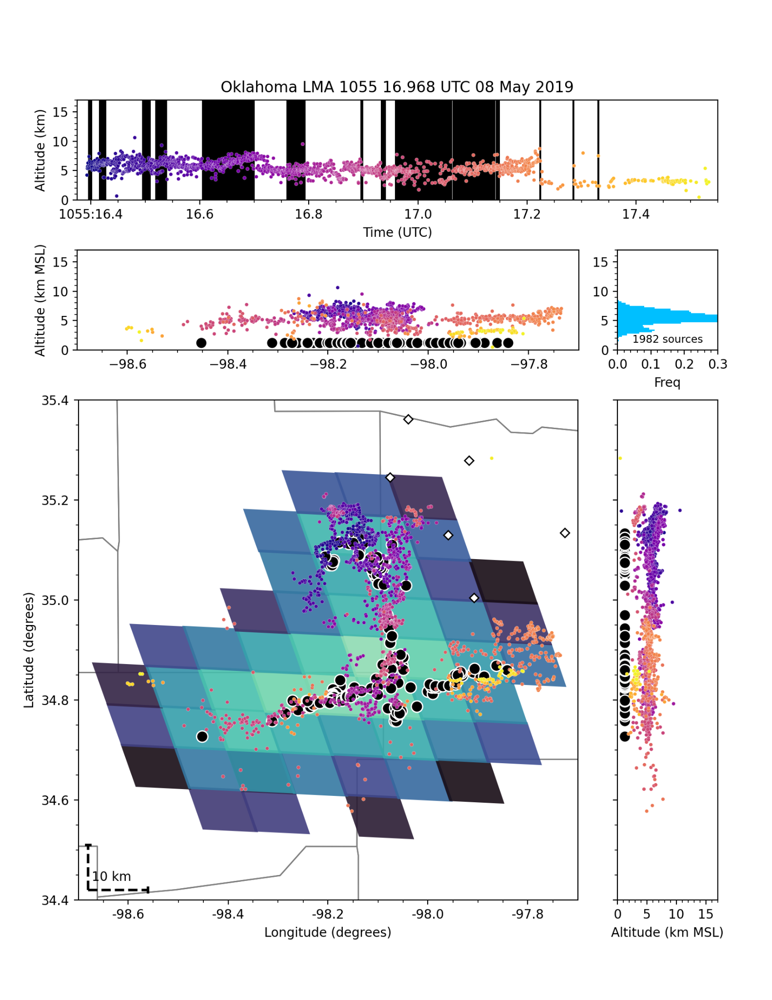 Oklahoma LMA 1055 16.968 UTC 08 May 2019
Altitude (km)
15
10
5
0
1055:16.4 16.6 16.8 17.0 17.2 17.4
Time (UTC)
Altitude (km MSL)
15
10
5
0
−98.6 −98.4 −98.2 −98.0 −97.8
15
10
5
0
1982 sources
0.0 0.1 0.2 0.3
Freq
Latitude (degrees)
35.4
35.2
35.0
34.8
34.6
34.4
10 km
-98.6 -98.4 -98.2 -98.0 -97.8
Longitude (degrees)
0 5 10 15
Altitude (km MSL)